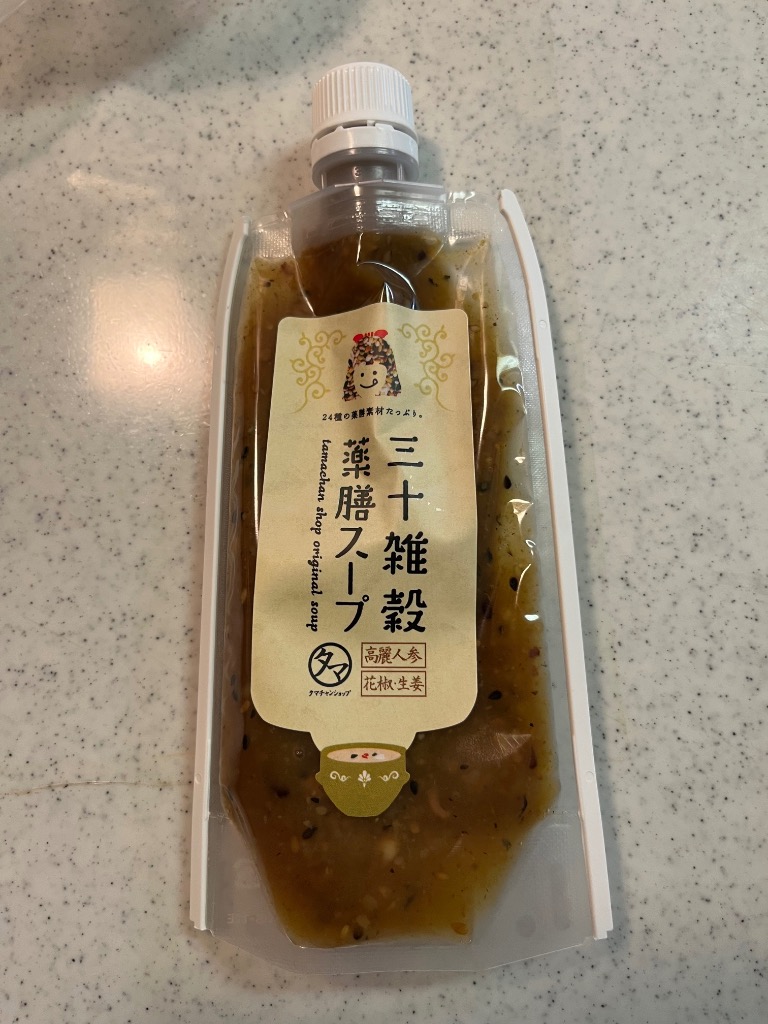 24種の薬膳素材たっぷり。
三十雑穀
薬膳スープ
tamachan shop original soup
タマ
タマチャンショップ
高麗人参
花椒・生姜